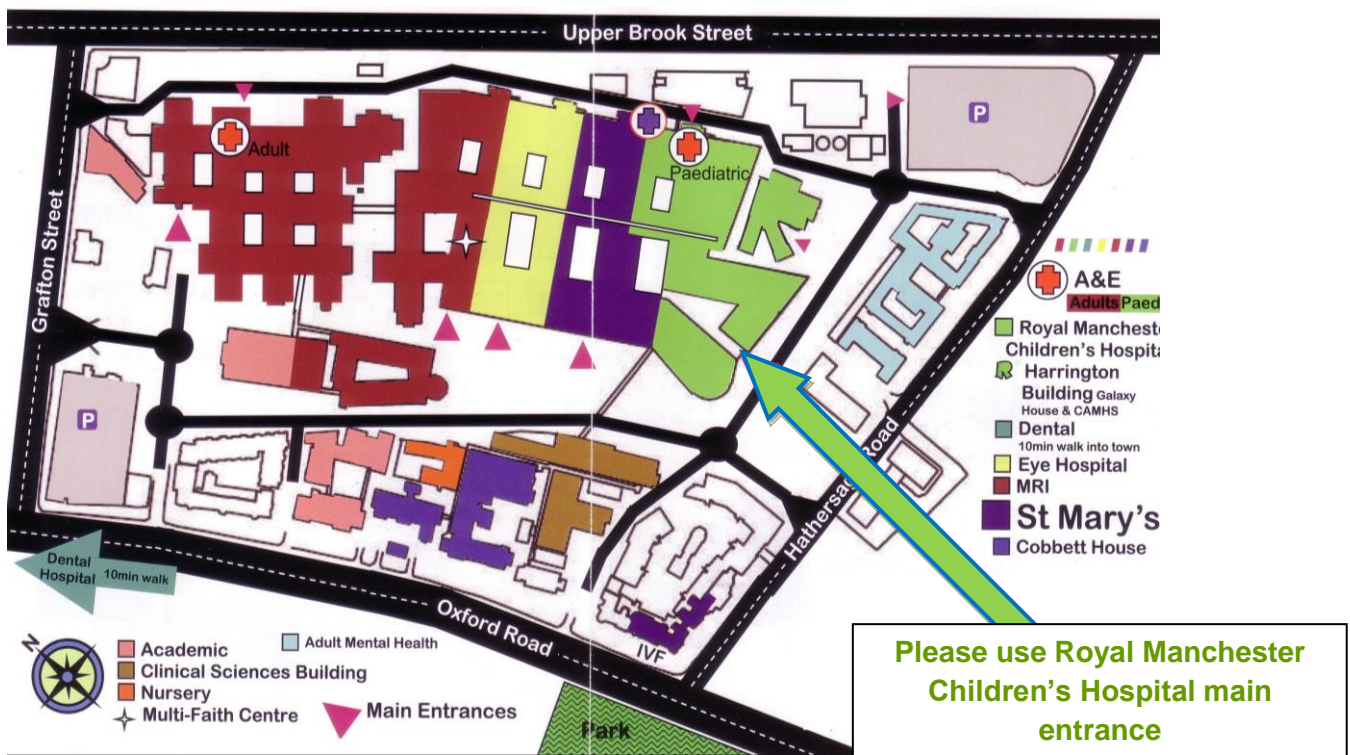 Upper Brook Street
P
Adult
Paediatric
Grafton Street
A&E
Adults Paed
Royal Manchest
Children's Hospita
Harrington
Building Galaxy
House & CAMHS
Dental
10min walk into town
Eye Hospital
MRI
St Mary's
Cobbett House
P
Hathersag Road
Dental
Hospital 10min walk
Oxford Road
IVF
N
Academic
Adult Mental Health
Clinical Sciences Building
Nursery
Multi-Faith Centre
Main Entrances
Park
Please use Royal Manchester
Children's Hospital main
entrance